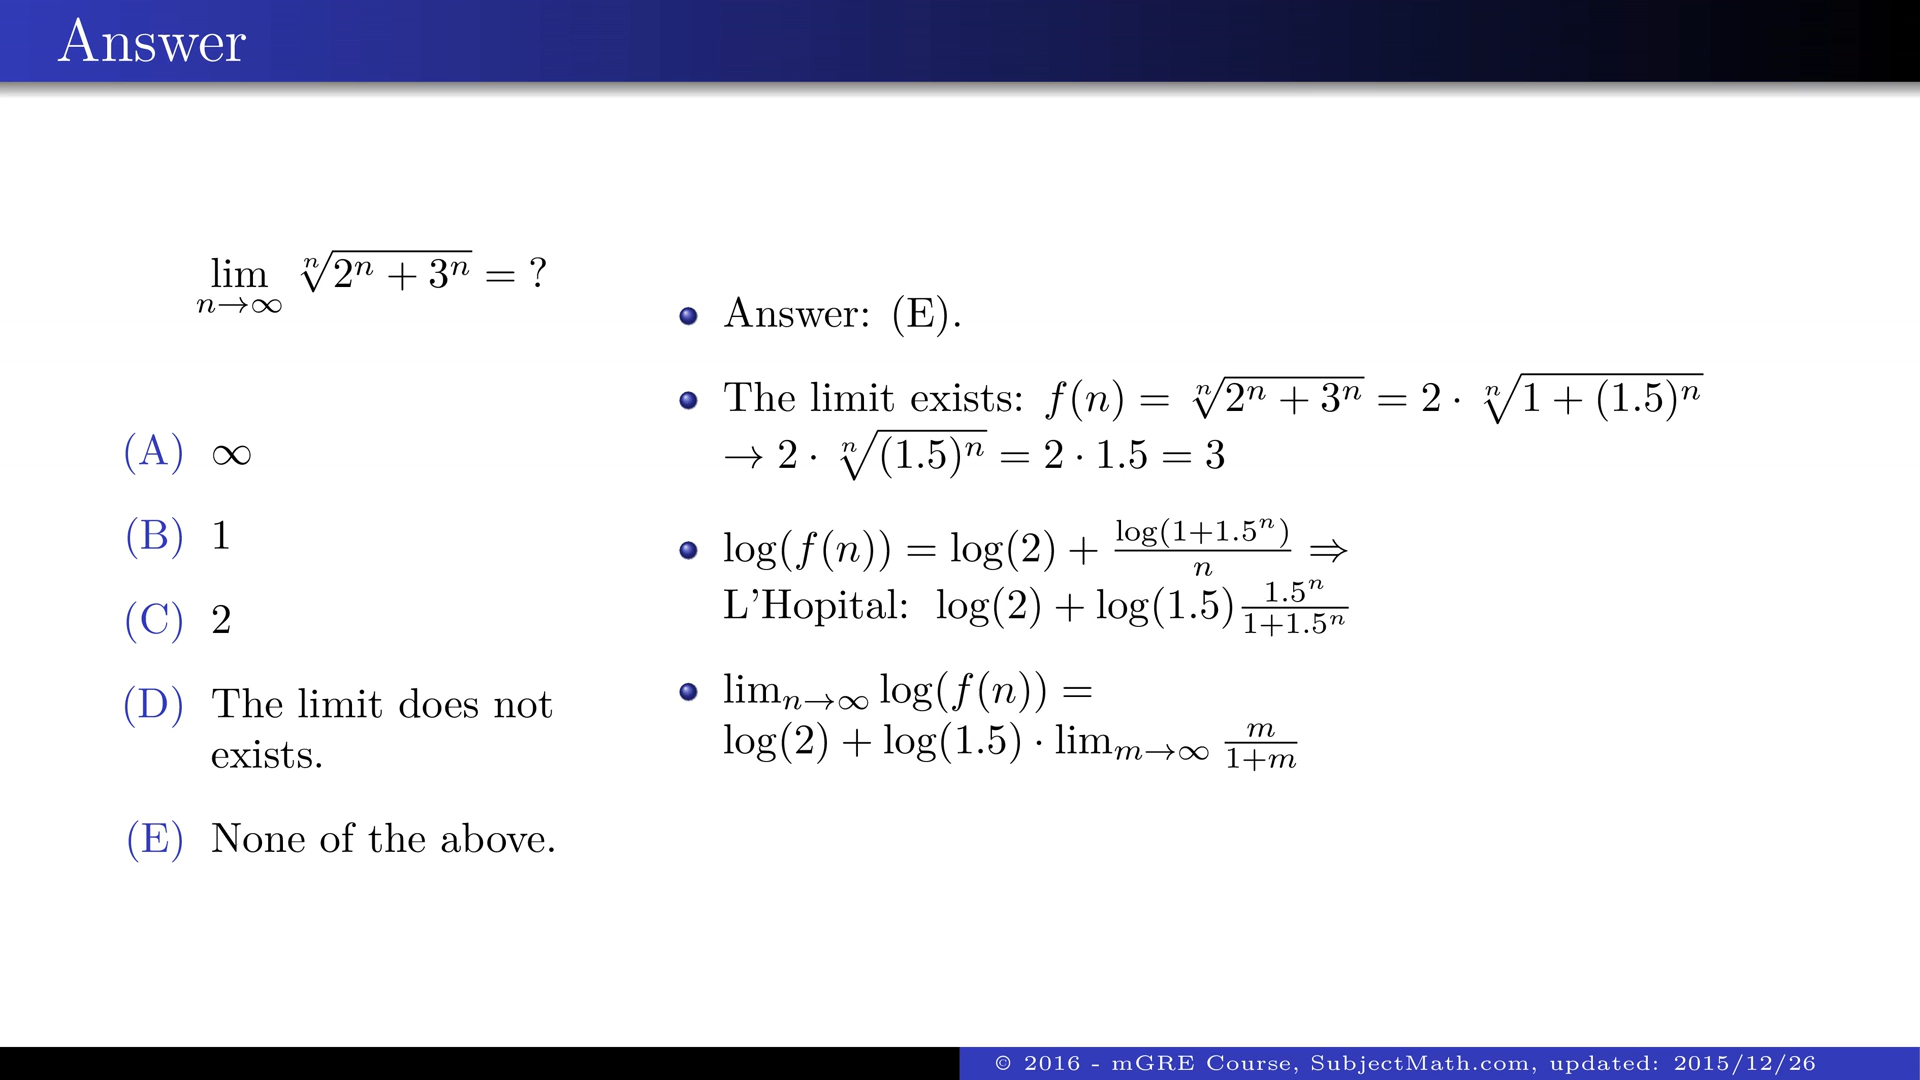 Answer
lim n→∞ ⁿ√(2ⁿ + 3ⁿ) = ?
(A) ∞
(B) 1
(C) 2
(D) The limit does not
exists.
(E) None of the above.
Answer: (E).
The limit exists: f(n) = ⁿ√(2ⁿ + 3ⁿ) = 2 · ⁿ√(1 + (1.5)ⁿ)
→ 2 · ⁿ√((1.5)ⁿ) = 2 · 1.5 = 3
log(f(n)) = log(2) + log(1+1.5ⁿ)/n ⇒
L'Hopital: log(2) + log(1.5) 1.5ⁿ/(1+1.5ⁿ)
lim n→∞ log(f(n)) =
log(2) + log(1.5) · lim m→∞ m/(1+m)
© 2016 - mGRE Course, SubjectMath.com, updated: 2015/12/26